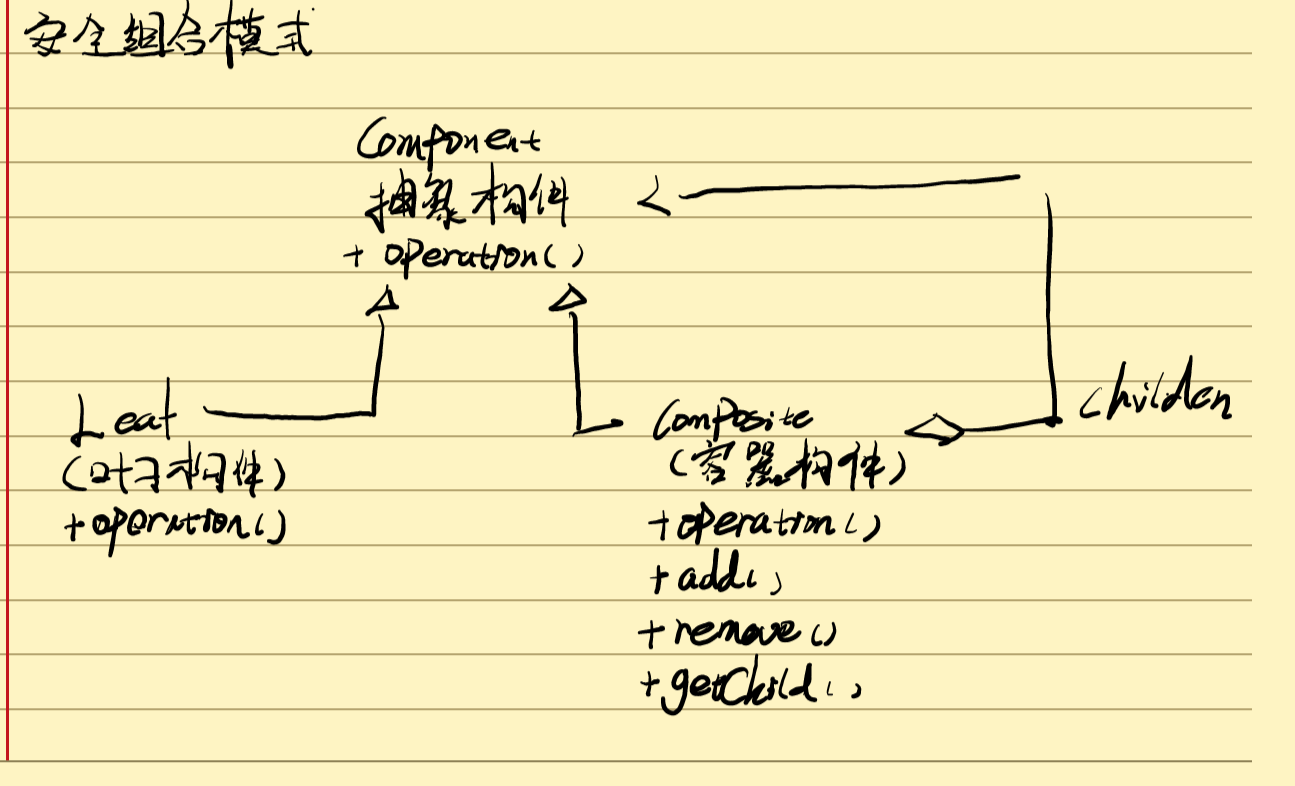 安全组合模式
Component
抽象构件
+ operation()
Leaf
(叶子构件)
+operation()
Composite
(容器构件)
+operation()
+add()
+remove()
+getChild()
childen